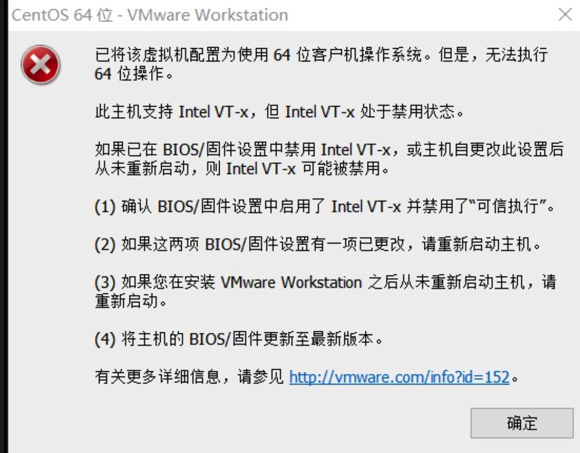 CentOS 64 位 - VMware Workstation
已将该虚拟机配置为使用 64 位客户机操作系统。但是，无法执行
64 位操作。
此主机支持 Intel VT-x，但 Intel VT-x 处于禁用状态。
如果已在 BIOS/固件设置中禁用 Intel VT-x，或主机自更改此设置后
从未重新启动，则 Intel VT-x 可能被禁用。
(1) 确认 BIOS/固件设置中启用了 Intel VT-x 并禁用了“可信执行”。
(2) 如果这两项 BIOS/固件设置有一项已更改，请重新启动主机。
(3) 如果您在安装 VMware Workstation 之后从未重新启动主机，请
重新启动。
(4) 将主机的 BIOS/固件更新至最新版本。
有关更多详细信息，请参见 http://vmware.com/info?id=152。
确定